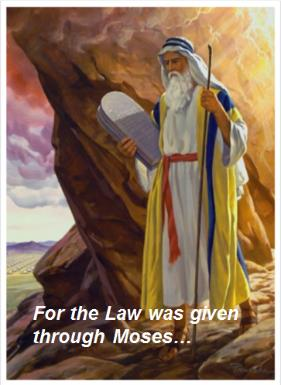 For the Law was given
through Moses…